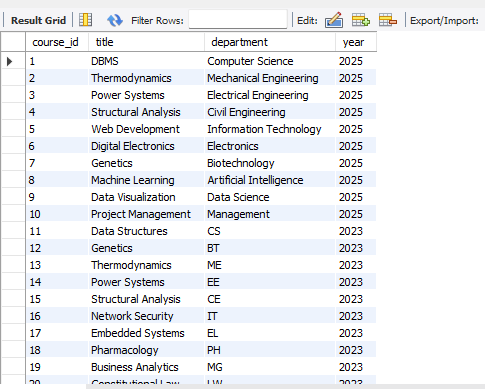 Result Grid Filter Rows: Edit: Export/Import:
course_id title department year
1 DBMS Computer Science 2025
2 Thermodynamics Mechanical Engineering 2025
3 Power Systems Electrical Engineering 2025
4 Structural Analysis Civil Engineering 2025
5 Web Development Information Technology 2025
6 Digital Electronics Electronics 2025
7 Genetics Biotechnology 2025
8 Machine Learning Artificial Intelligence 2025
9 Data Visualization Data Science 2025
10 Project Management Management 2025
11 Data Structures CS 2023
12 Genetics BT 2023
13 Thermodynamics ME 2023
14 Power Systems EE 2023
15 Structural Analysis CE 2023
16 Network Security IT 2023
17 Embedded Systems EL 2023
18 Pharmacology PH 2023
19 Business Analytics MG 2023
20 Constitutional Law LW 2023